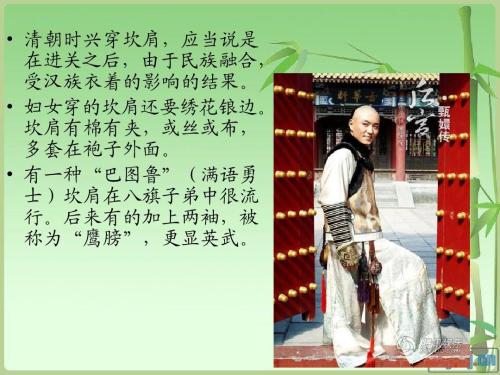 • 清朝时兴穿坎肩，应当说是
在进关之后，由于民族融合，
受汉族衣着的影响的结果。
• 妇女穿的坎肩还要绣花银边。
坎肩有棉有夹，或丝或布，
多套在袍子外面。
• 有一种“巴图鲁”（满语勇
士）坎肩在八旗子弟中很流
行。后来有的加上两袖，被
称为“鹰膀”，更显英武。
后宫
甄嬛传